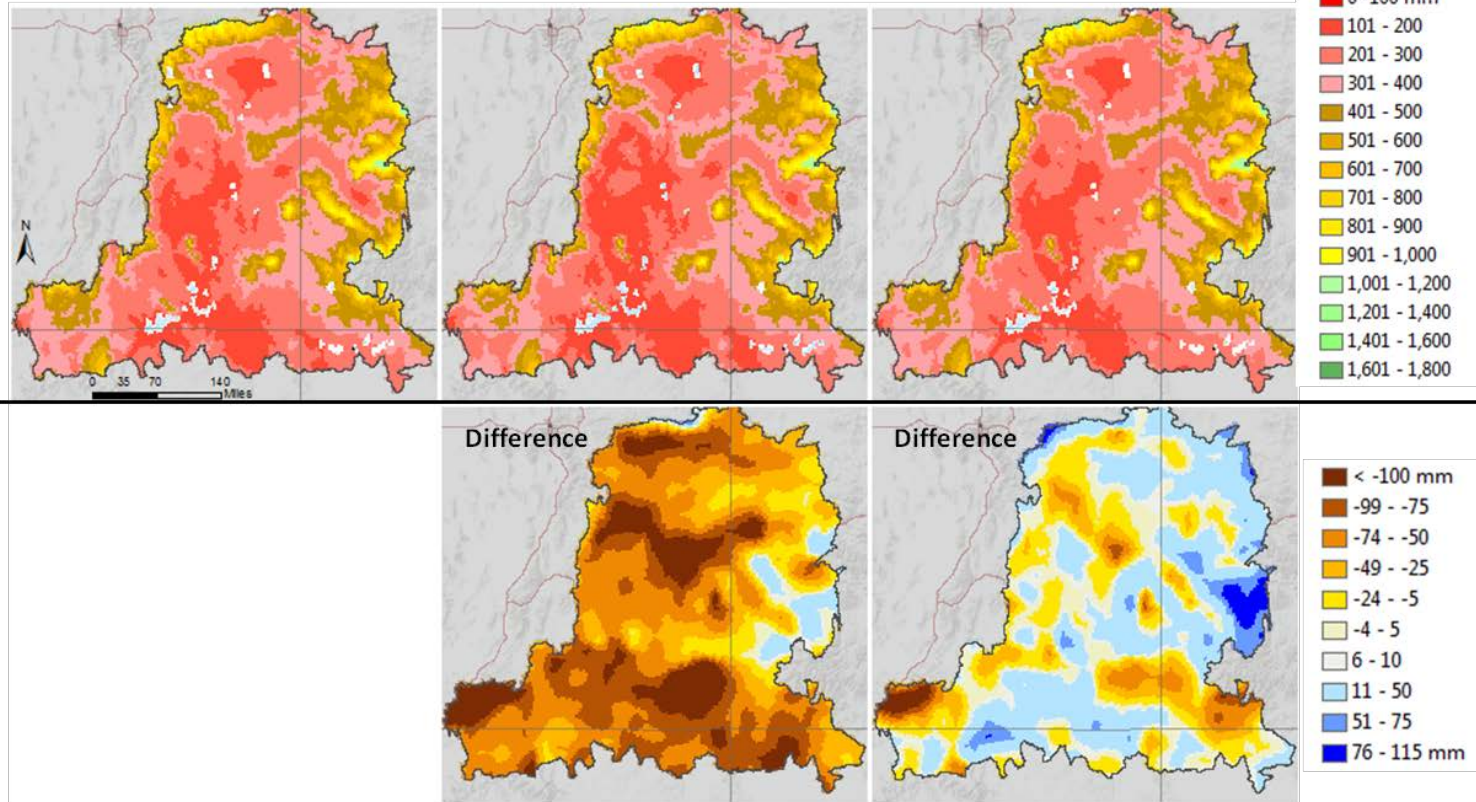 101 - 200
201 - 300
301 - 400
401 - 500
501 - 600
601 - 700
701 - 800
801 - 900
901 - 1,000
1,001 - 1,200
1,201 - 1,400
1,401 - 1,600
1,601 - 1,800
N
0 35 70 140
Miles
Difference
Difference
< -100 mm
-99 - -75
-74 - -50
-49 - -25
-24 - -5
-4 - 5
6 - 10
11 - 50
51 - 75
76 - 115 mm